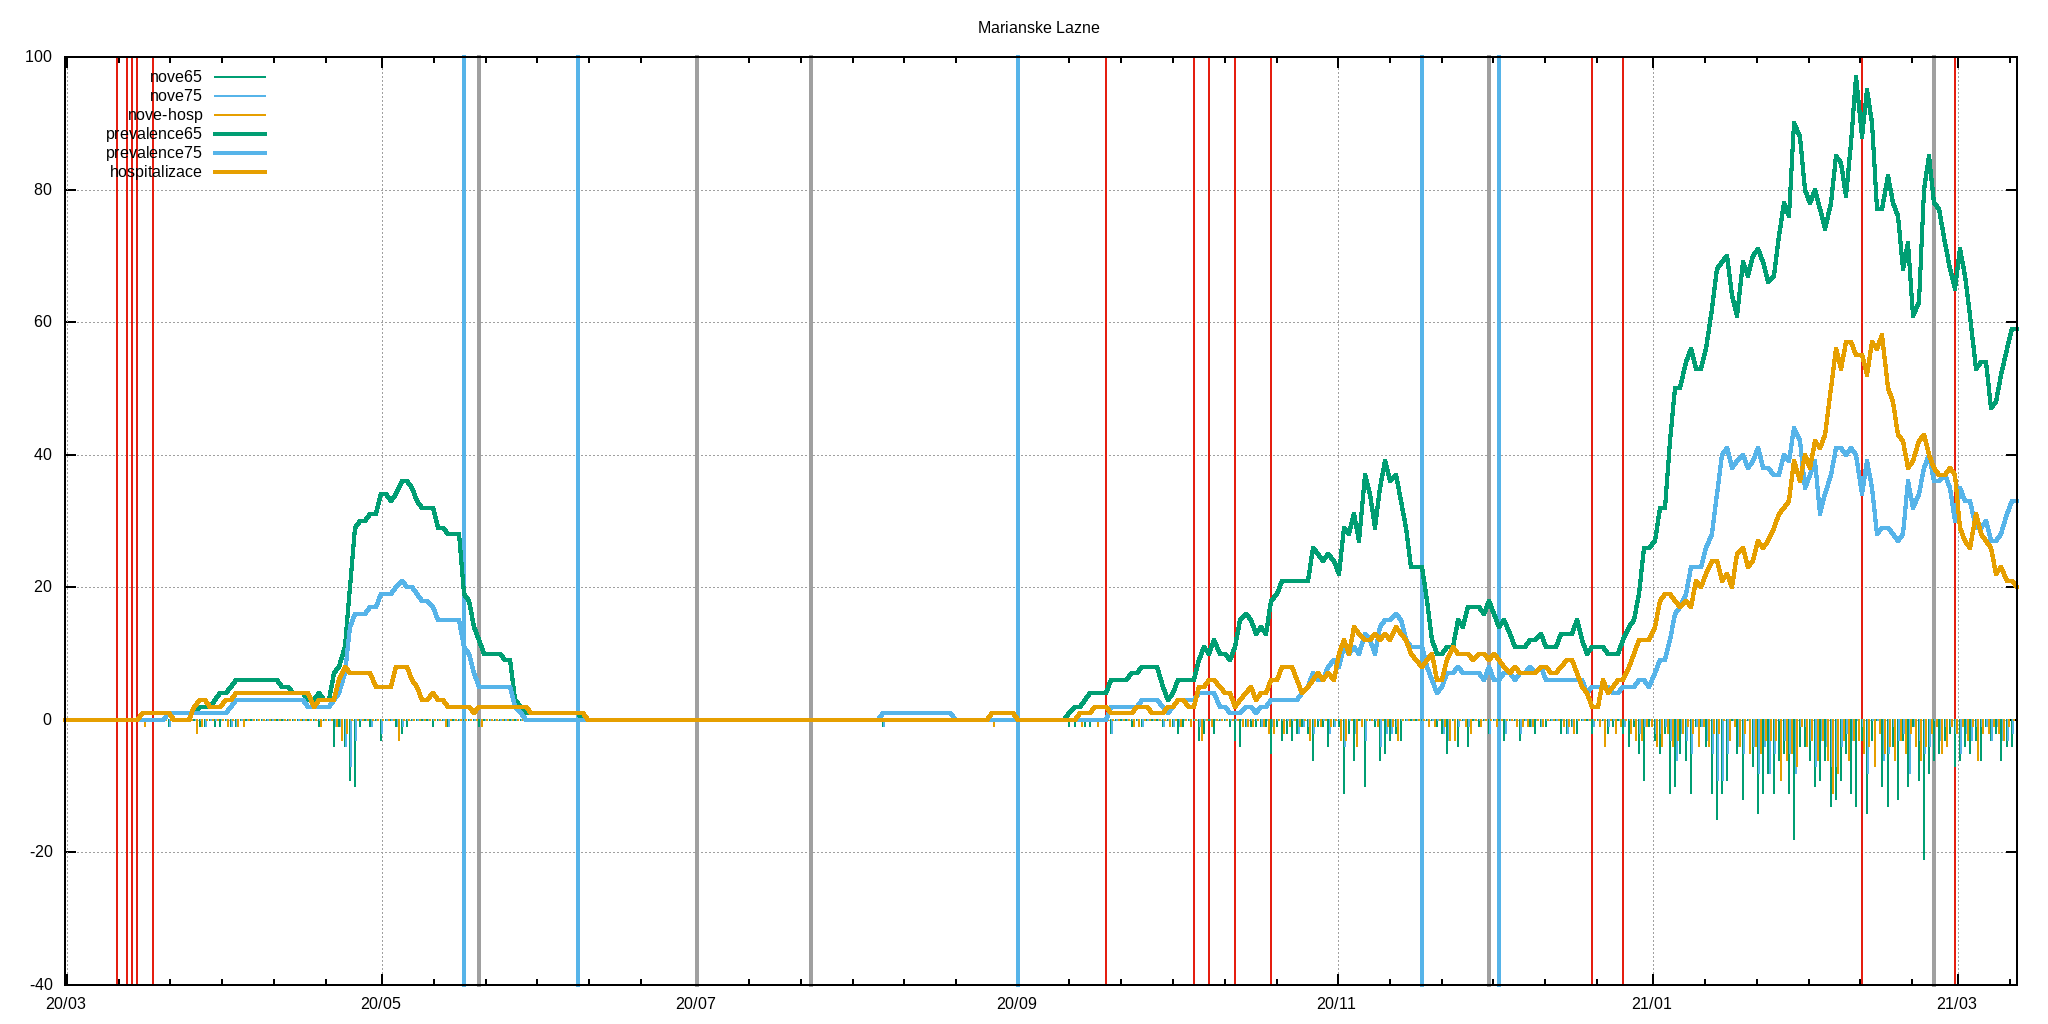 Marianske Lazne
100
80
60
40
20
0
-20
-40
nove65
nove75
nove-hosp
prevalence65
prevalence75
hospitalizace
20/03 20/05 20/07 20/09 20/11 21/01 21/03